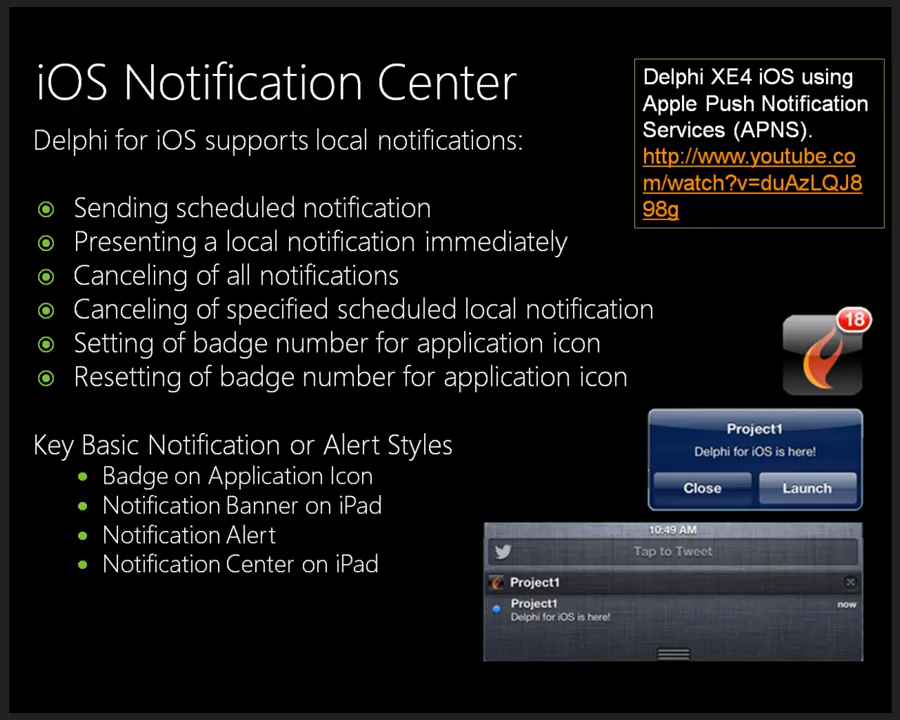 iOS Notification Center
Delphi for iOS supports local notifications:
Sending scheduled notification
Presenting a local notification immediately
Canceling of all notifications
Canceling of specified scheduled local notification
Setting of badge number for application icon
Resetting of badge number for application icon
Key Basic Notification or Alert Styles
Badge on Application Icon
Notification Banner on iPad
Notification Alert
Notification Center on iPad
Delphi XE4 iOS using
Apple Push Notification
Services (APNS).
http://www.youtube.co
m/watch?v=duAzLQJ8
98g
18
Project1
Delphi for iOS is here!
Close Launch
10:49 AM
Tap to Tweet
Project1
Project1 now
Delphi for iOS is here!